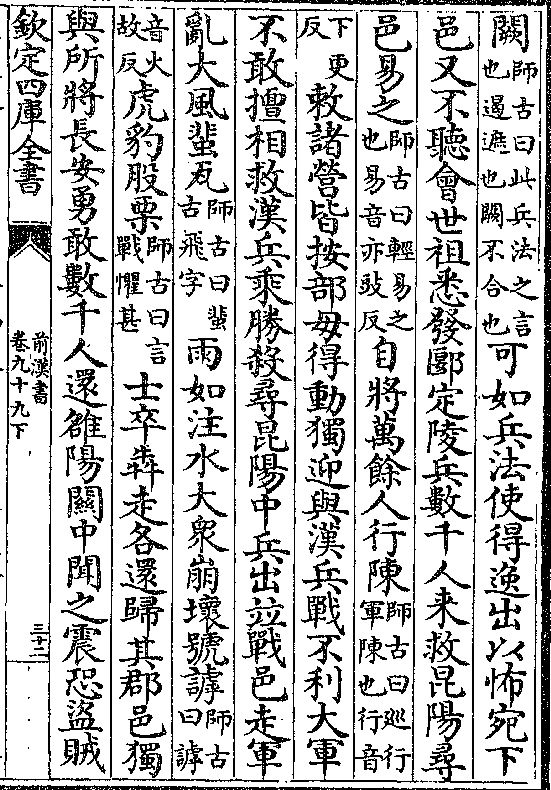 闕師古曰此兵法之言也遏遮也闕不合也可如兵法使得逸出以怖宛下
邑又不聽會世祖悉發郾定陵兵數千人来救昆陽尋
邑易之師古曰輕易之也易音亦豉反自將萬餘人行陳師古曰巡行軍陳也行音
下更反敕諸營皆按部毋得動獨迎與漢兵戰不利大軍
不敢擅相救漢兵乘勝殺尋昆陽中兵出並戰邑走軍
亂大風蜚瓦師古曰蜚古飛字雨如注水大衆崩壞號謼師古曰謼
音火故反虎豹股栗師古曰言戰懼甚士卒犇走各還歸其郡邑獨
與所將長安勇敢數千人還雒陽關中聞之震恐盜賊
欽定四庫全書
前漢書
卷九十九下
三十二